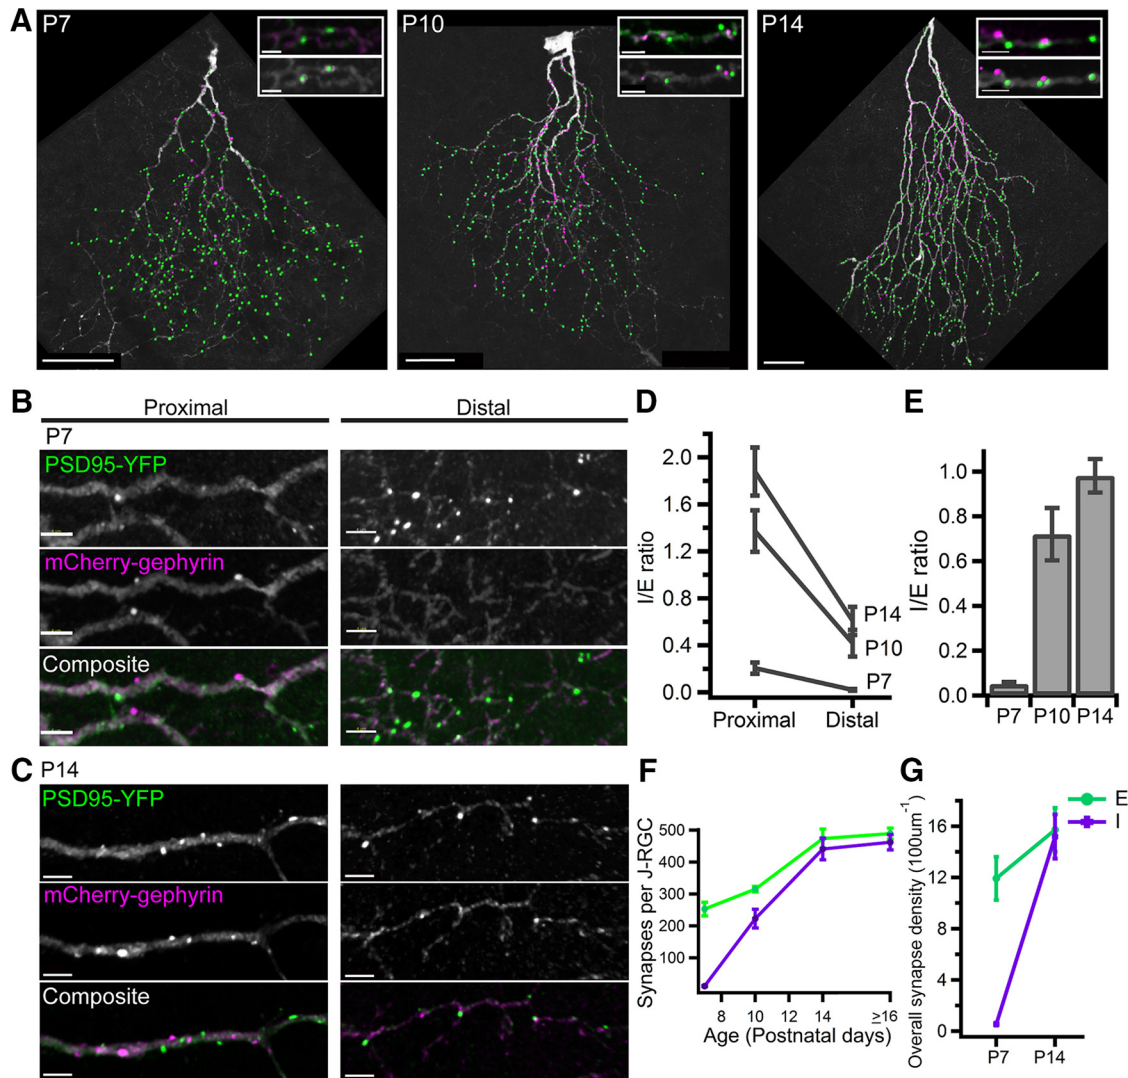 A
P7
P10
P14
B
Proximal
Distal
P7
PSD95-YFP
mCherry-gephyrin
Composite
C
P14
PSD95-YFP
mCherry-gephyrin
Composite
D
I/E ratio
2.0
1.6
1.2
0.8
0.4
0.0
P14
P10
P7
Proximal
Distal
E
I/E ratio
1.0
0.8
0.6
0.4
0.2
0.0
P7
P10
P14
F
Synapses per J-RGC
500
400
300
200
100
8
10
12
14
≥16
Age (Postnatal days)
G
Overall synapse density (100um⁻¹)
16
12
8
4
0
P7
P14
E
I